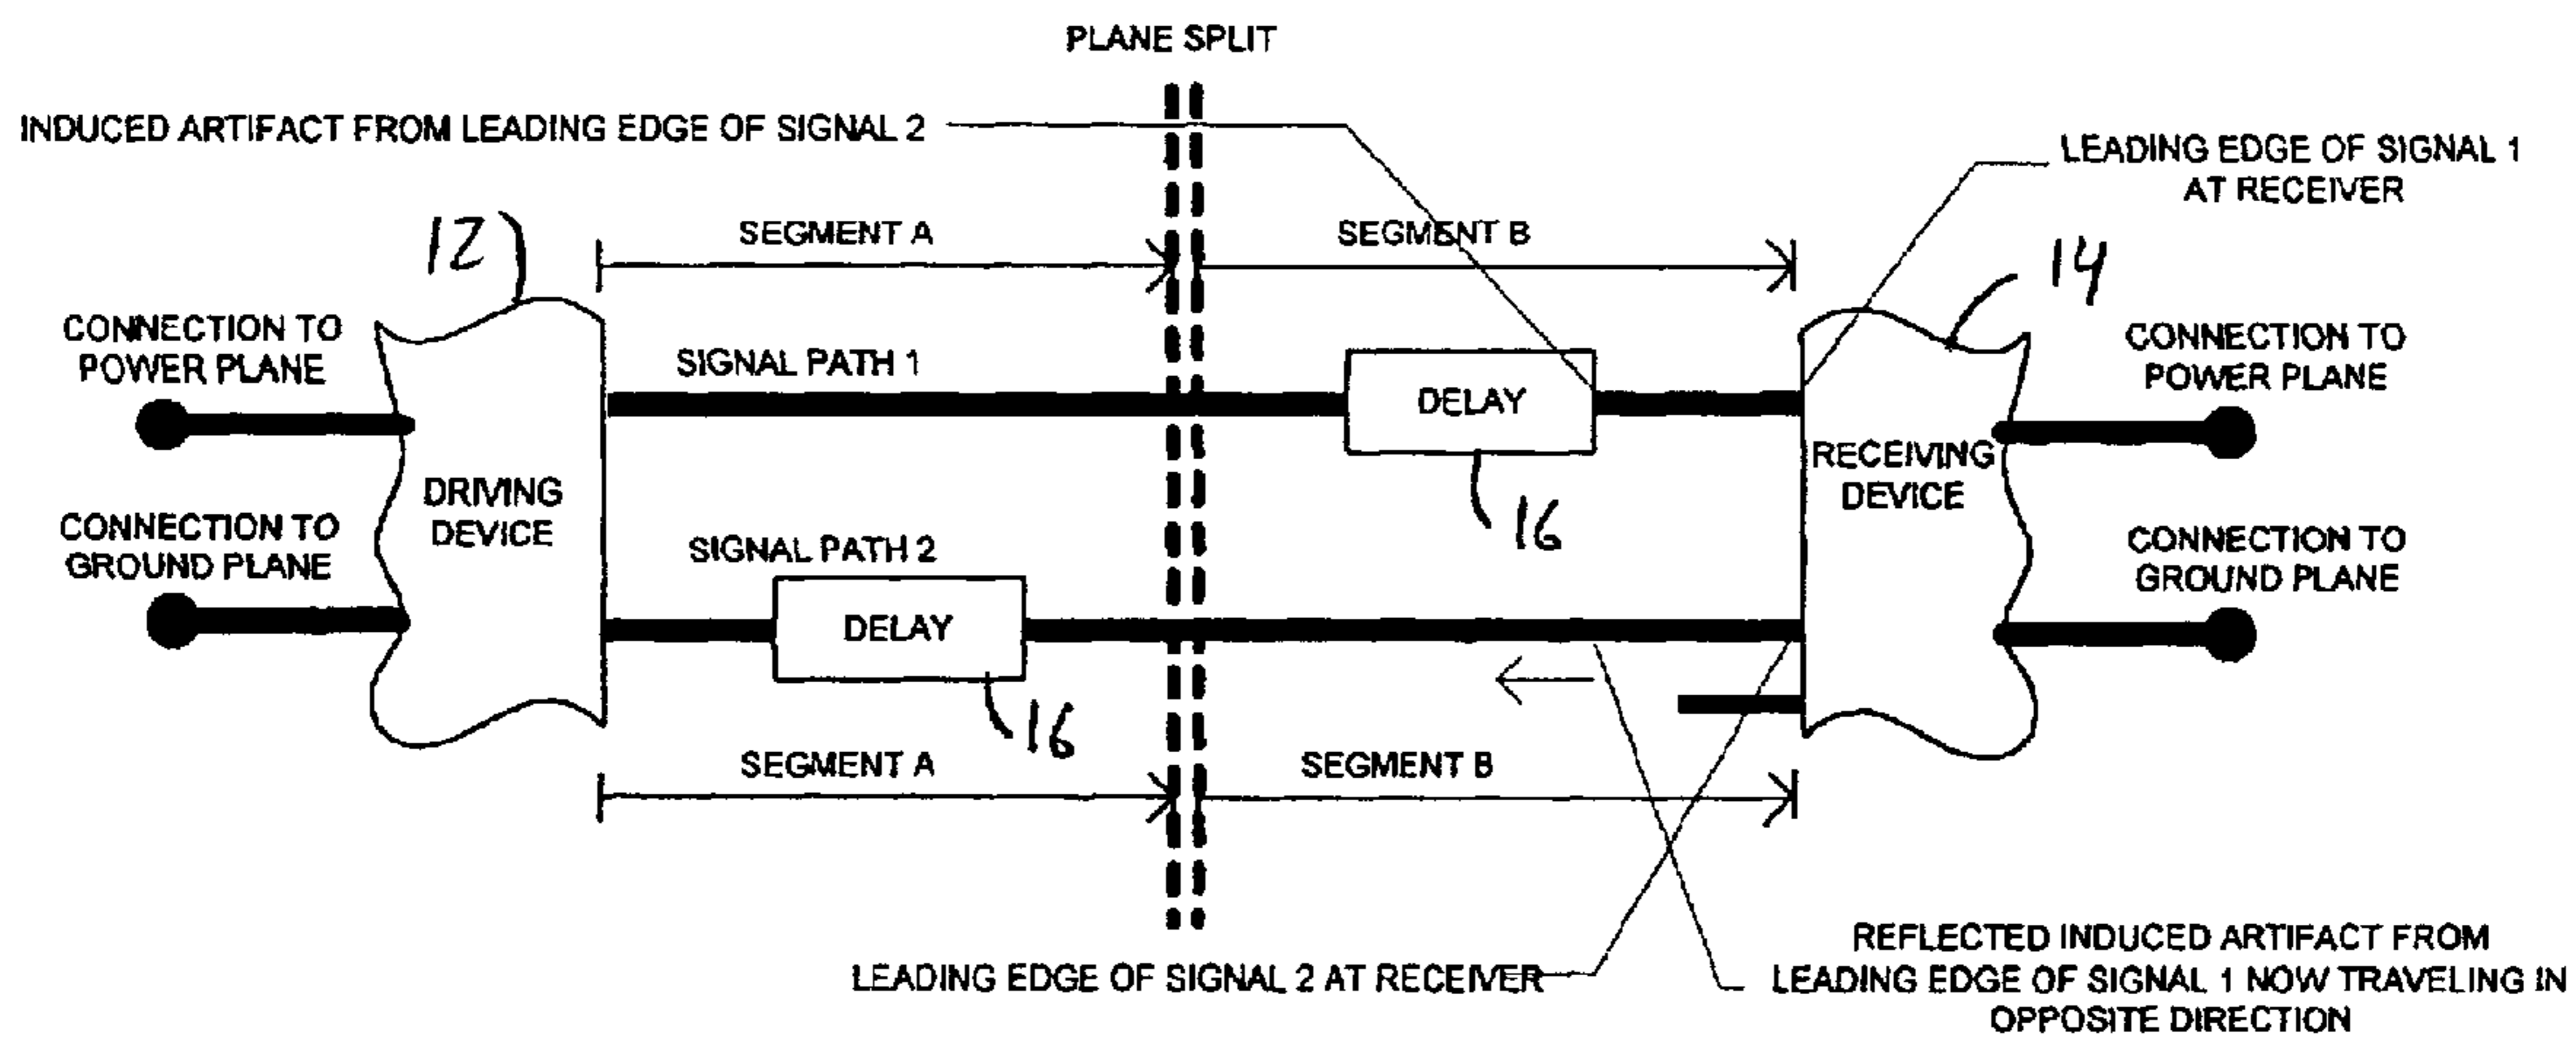 PLANE SPLIT
INDUCED ARTIFACT FROM LEADING EDGE OF SIGNAL 2
LEADING EDGE OF SIGNAL 1
AT RECEIVER
12
SEGMENT A
SEGMENT B
14
CONNECTION TO
POWER PLANE
SIGNAL PATH 1
DELAY
CONNECTION TO
POWER PLANE
DRIVING
DEVICE
RECEIVING
DEVICE
16
CONNECTION TO
GROUND PLANE
SIGNAL PATH 2
DELAY
CONNECTION TO
GROUND PLANE
16
SEGMENT A
SEGMENT B
LEADING EDGE OF SIGNAL 2 AT RECEIVER
REFLECTED INDUCED ARTIFACT FROM
LEADING EDGE OF SIGNAL 1 NOW TRAVELING IN
OPPOSITE DIRECTION